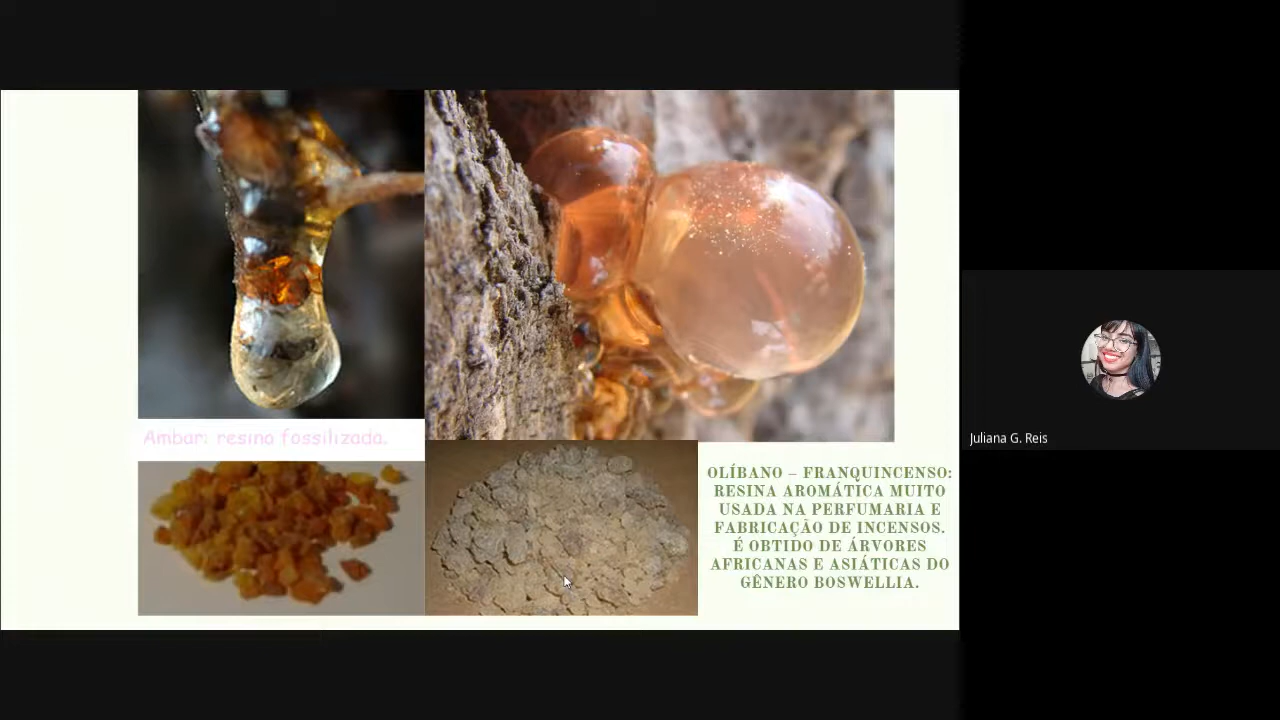 Ambar: resina fossilizada.
OLÍBANO – FRANQUINCENSO:
RESINA AROMÁTICA MUITO
USADA NA PERFUMARIA E
FABRICAÇÃO DE INCENSOS.
É OBTIDO DE ÁRVORES
AFRICANAS E ASIÁTICAS DO
GÊNERO BOSWELLIA.
Juliana G. Reis